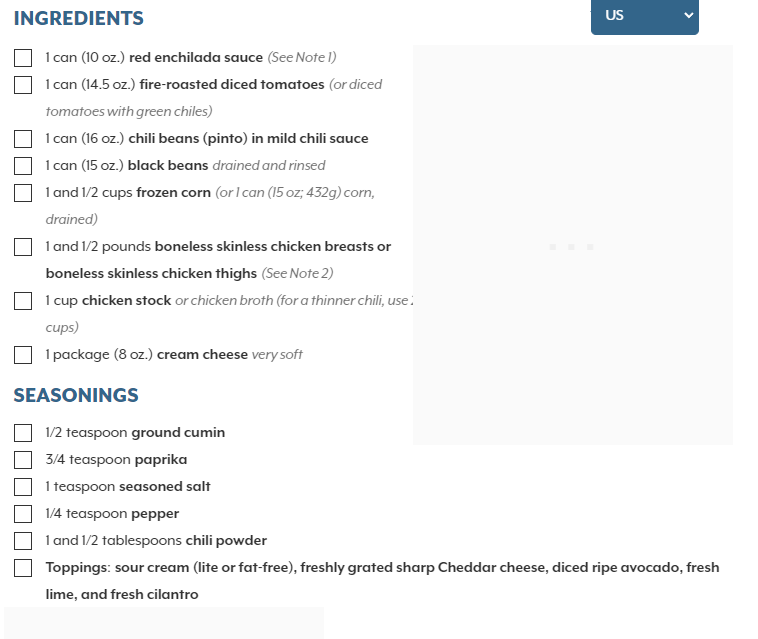 INGREDIENTS
US
1 can (10 oz.) red enchilada sauce (See Note 1)
1 can (14.5 oz.) fire-roasted diced tomatoes (or diced
tomatoes with green chiles)
1 can (16 oz.) chili beans (pinto) in mild chili sauce
1 can (15 oz.) black beans drained and rinsed
1 and 1/2 cups frozen corn (or 1 can (15 oz; 432g) corn,
drained)
1 and 1/2 pounds boneless skinless chicken breasts or
boneless skinless chicken thighs (See Note 2)
1 cup chicken stock or chicken broth (for a thinner chili, use
cups)
1 package (8 oz.) cream cheese very soft
SEASONINGS
1/2 teaspoon ground cumin
3/4 teaspoon paprika
1 teaspoon seasoned salt
1/4 teaspoon pepper
1 and 1/2 tablespoons chili powder
Toppings: sour cream (lite or fat-free), freshly grated sharp Cheddar cheese, diced ripe avocado, fresh
lime, and fresh cilantro